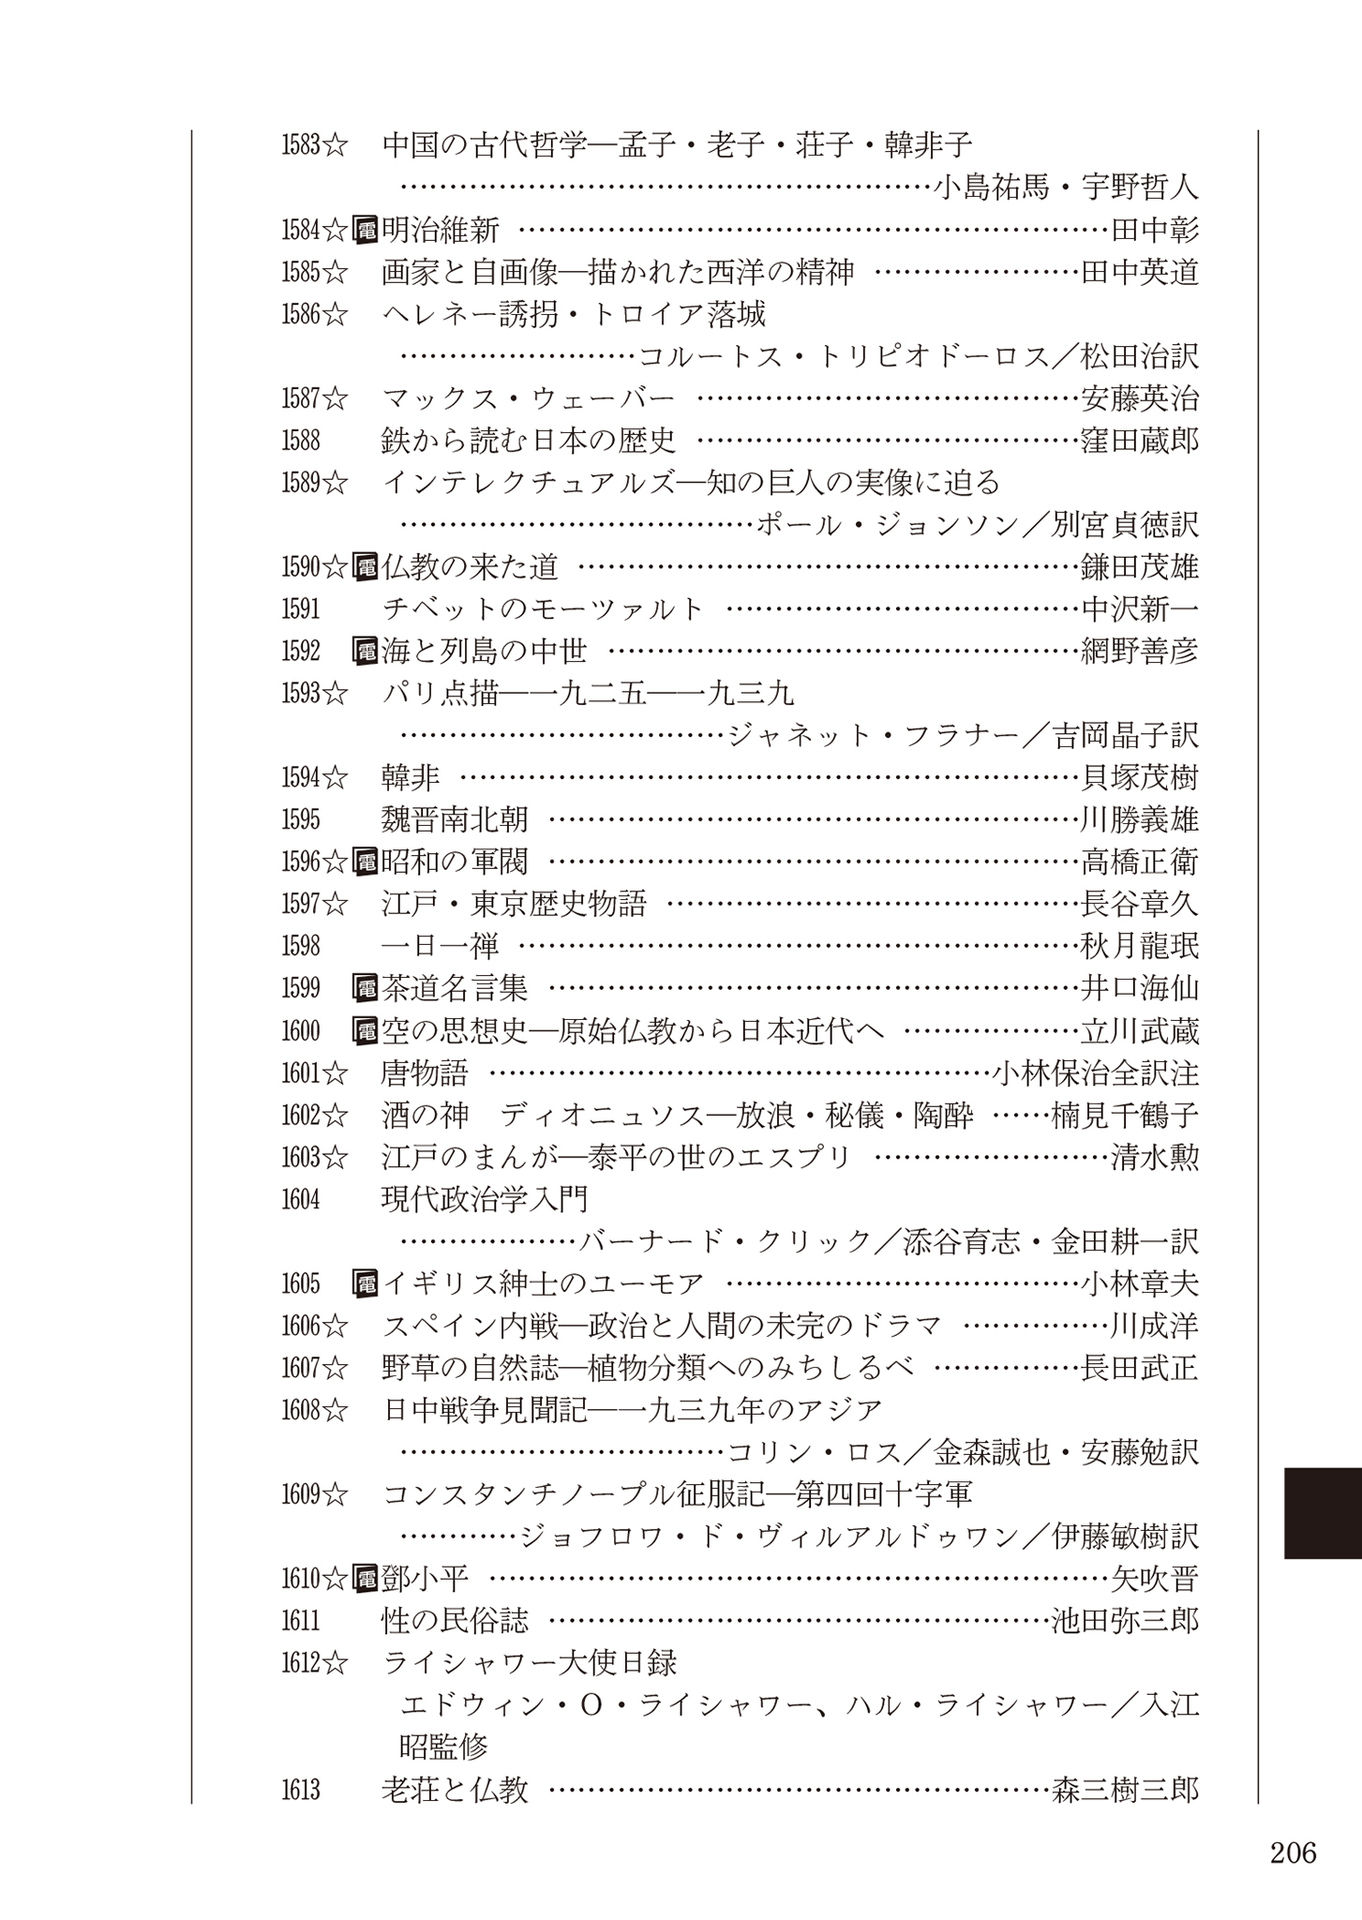 1583☆ 中国の古代哲学―孟子・老子・荘子・韓非子
……………………………………………小島祐馬・宇野哲人
1584☆電明治維新 ……………………………………………………田中彰
1585☆ 画家と自画像―描かれた西洋の精神 …………………田中英道
1586☆ ヘレネー誘拐・トロイア落城
……………………コルートス・トリピオドーロス／松田治訳
1587☆ マックス・ウェーバー …………………………………安藤英治
1588 鉄から読む日本の歴史 …………………………………窪田蔵郎
1589☆ インテレクチュアルズ―知の巨人の実像に迫る
………………………………ポール・ジョンソン／別宮貞徳訳
1590☆電仏教の来た道 ……………………………………………鎌田茂雄
1591 チベットのモーツァルト ………………………………中沢新一
1592 電海と列島の中世 …………………………………………網野善彦
1593☆ パリ点描―一九二五―一九三九
……………………………ジャネット・フラナー／吉岡晶子訳
1594☆ 韓非 ………………………………………………………貝塚茂樹
1595 魏晋南北朝 ………………………………………………川勝義雄
1596☆電昭和の軍閥 ………………………………………………高橋正衛
1597☆ 江戸・東京歴史物語 ……………………………………長谷章久
1598 一日一禅 …………………………………………………秋月龍珉
1599 電茶道名言集 ………………………………………………井口海仙
1600 電空の思想史―原始仏教から日本近代へ ………………立川武蔵
1601☆ 唐物語 ……………………………………………小林保治全訳注
1602☆ 酒の神　ディオニュソス―放浪・秘儀・陶酔 ……楠見千鶴子
1603☆ 江戸のまんが―泰平の世のエスプリ ……………………清水勲
1604 現代政治学入門
………………バーナード・クリック／添谷育志・金田耕一訳
1605 電イギリス紳士のユーモア ………………………………小林章夫
1606☆ スペイン内戦―政治と人間の未完のドラマ ……………川成洋
1607☆ 野草の自然誌―植物分類へのみちしるべ ……………長田武正
1608☆ 日中戦争見聞記―一九三九年のアジア
……………………………コリン・ロス／金森誠也・安藤勉訳
1609☆ コンスタンチノープル征服記―第四回十字軍
…………ジョフロワ・ド・ヴィルアルドゥワン／伊藤敏樹訳
1610☆電鄧小平 ………………………………………………………矢吹晋
1611 性の民俗誌 ……………………………………………池田弥三郎
1612☆ ライシャワー大使日録
エドウィン・O・ライシャワー、ハル・ライシャワー／入江
昭監修
1613 老荘と仏教 ……………………………………………森三樹三郎
206